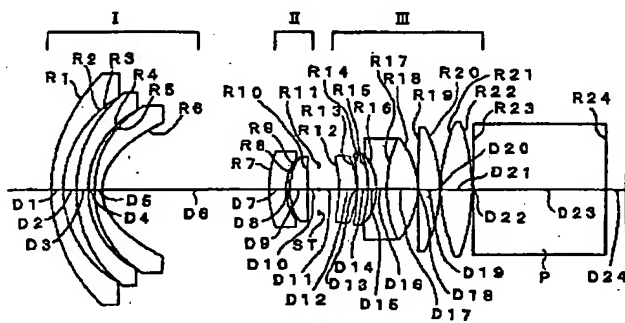 I II III
R1 R2 R3 R4 R5 R6 R7 R8 R9 R10 R11 R12 R13 R14 R15 R16 R17 R18 R19 R20 R21 R22 R23 R24
D1 D2 D3 D4 D5 D6 D7 D8 D9 D10 ST D11 D12 D13 D14 D15 D16 D17 D18 D19 D20 D21 D22 D23 D24
P